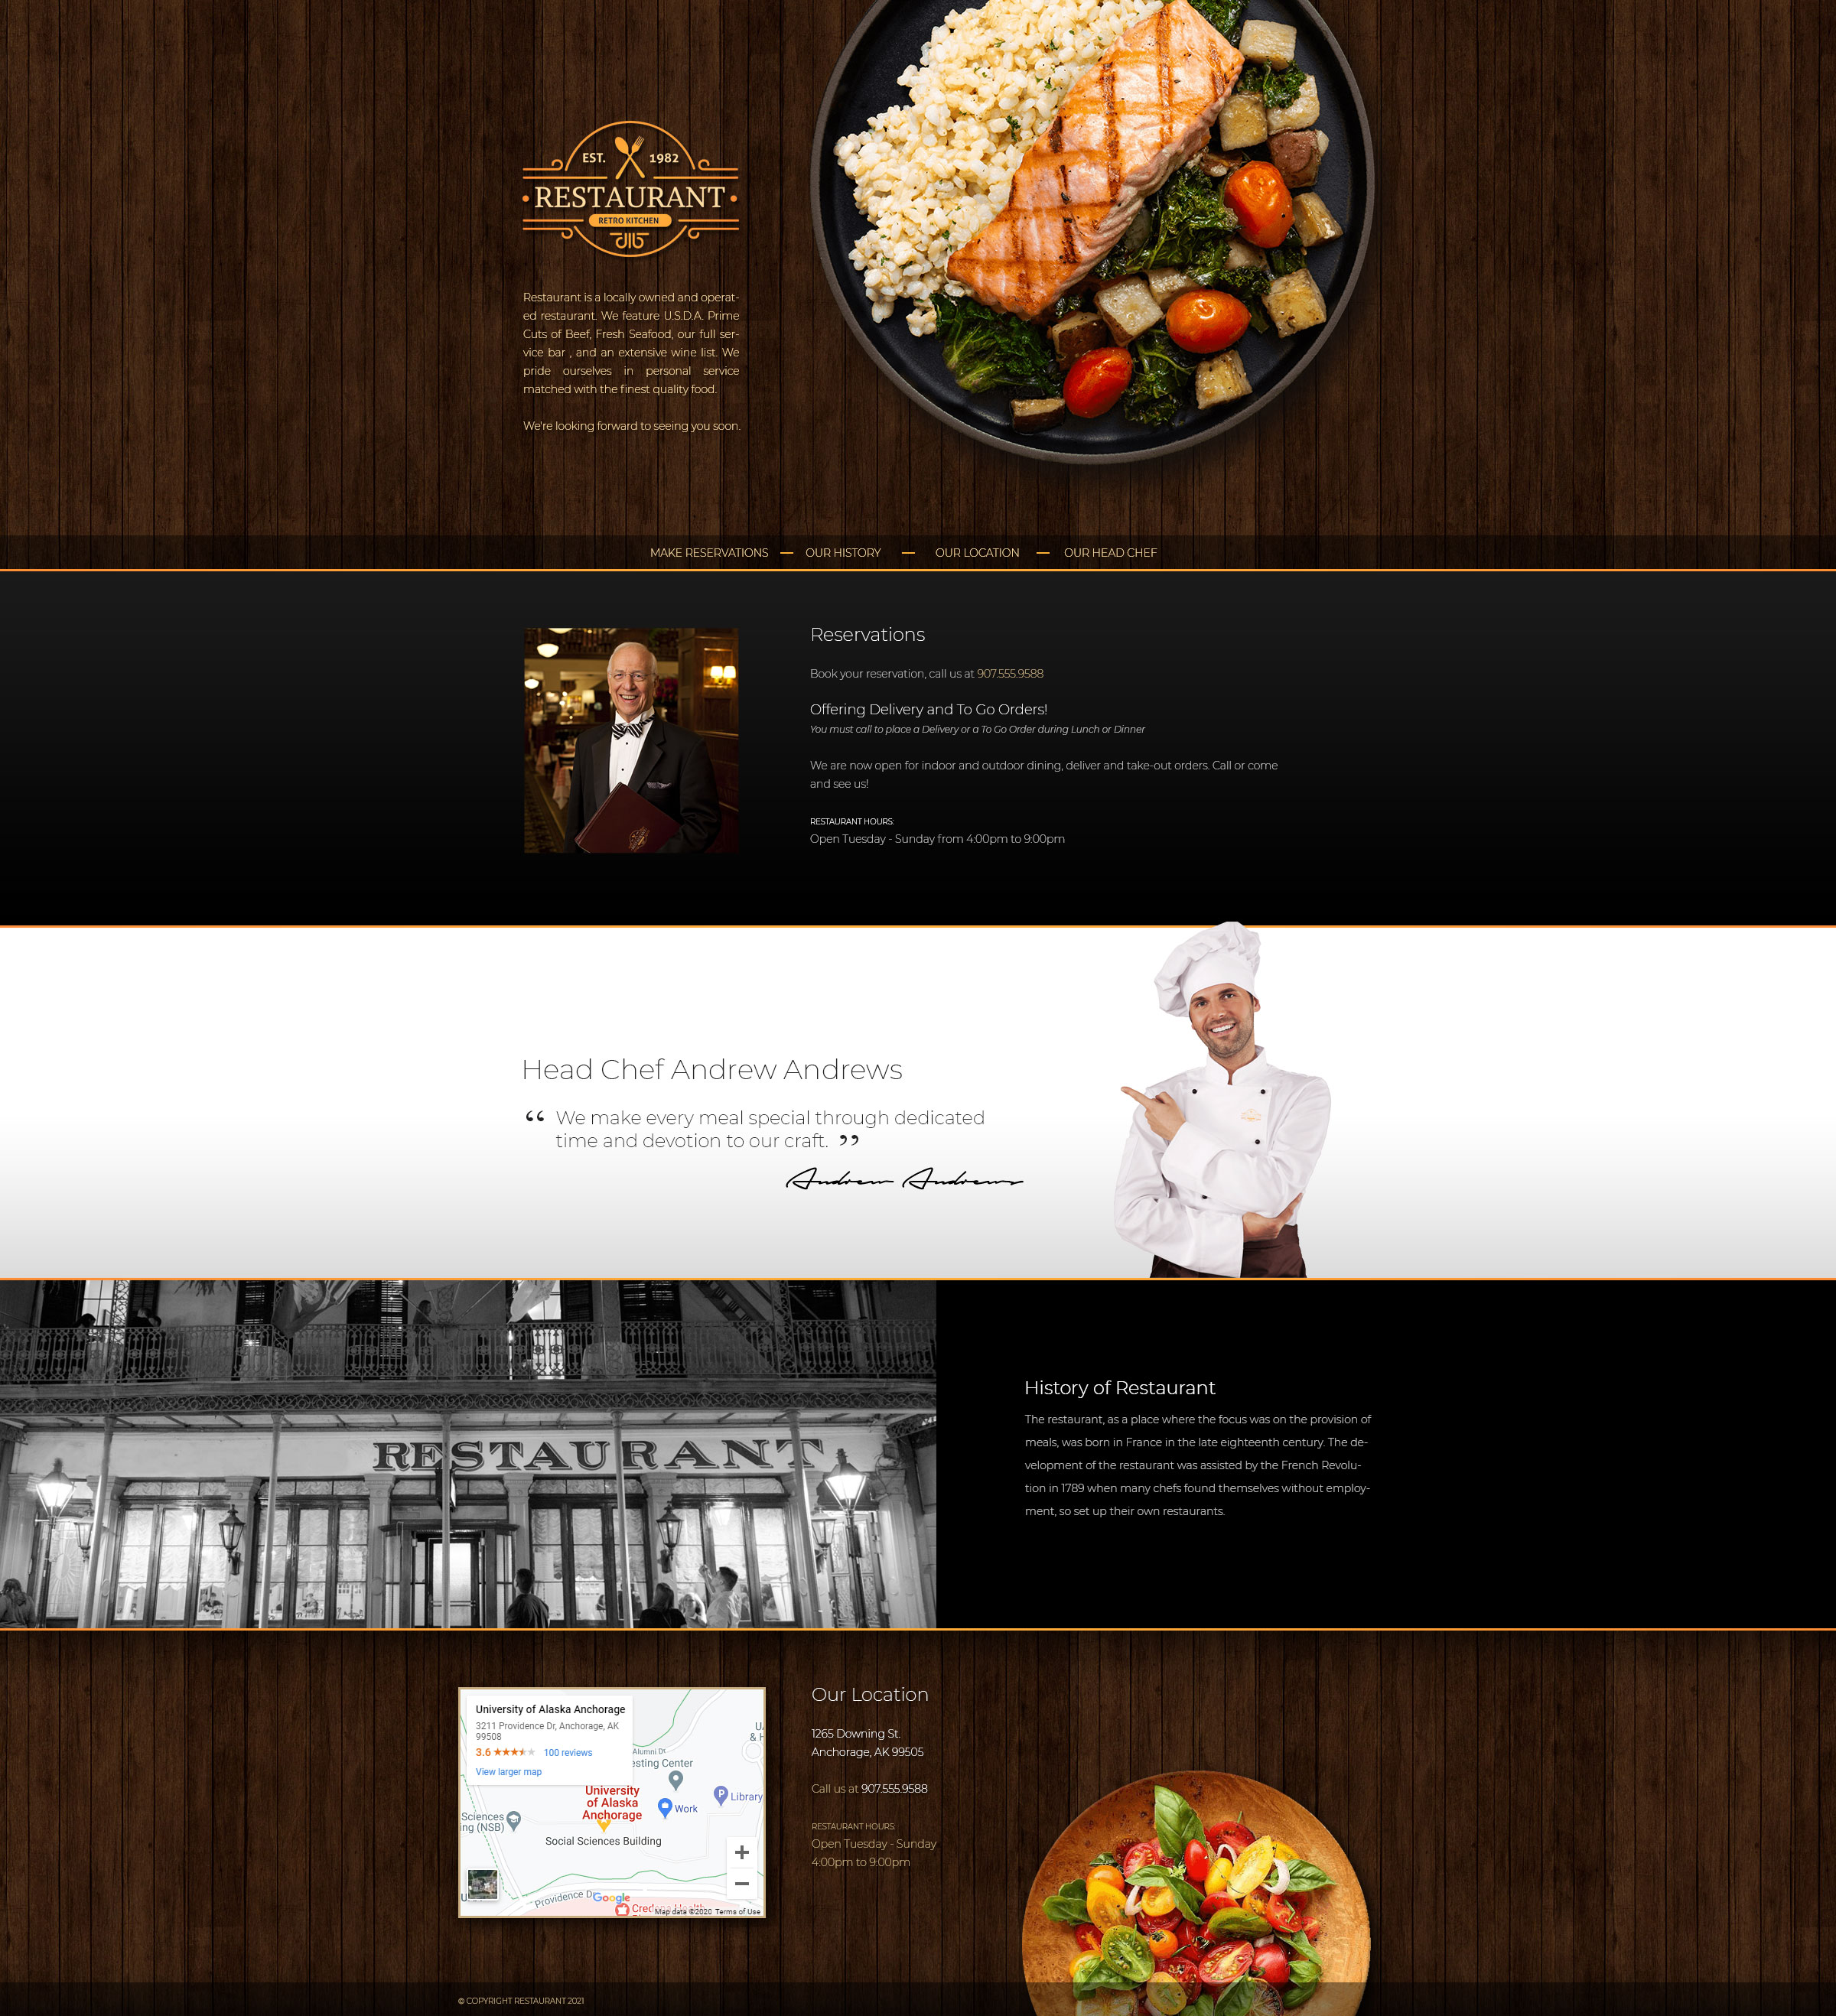 EST. 1982
RESTAURANT
RETRO KITCHEN
Restaurant is a locally owned and operat-
ed restaurant. We feature U.S.D.A. Prime
Cuts of Beef, Fresh Seafood, our full ser-
vice bar , and an extensive wine list. We
pride ourselves in personal service
matched with the finest quality food.
We're looking forward to seeing you soon.
MAKE RESERVATIONS — OUR HISTORY — OUR LOCATION — OUR HEAD CHEF
Reservations
Book your reservation, call us at 907.555.9588
Offering Delivery and To Go Orders!
You must call to place a Delivery or a To Go Order during Lunch or Dinner
We are now open for indoor and outdoor dining, deliver and take-out orders. Call or come
and see us!
RESTAURANT HOURS:
Open Tuesday - Sunday from 4:00pm to 9:00pm
Head Chef Andrew Andrews
“ We make every meal special through dedicated
time and devotion to our craft. ”
Andrew Andrews
RESTAURANT
History of Restaurant
The restaurant, as a place where the focus was on the provision of
meals, was born in France in the late eighteenth century. The de-
velopment of the restaurant was assisted by the French Revolu-
tion in 1789 when many chefs found themselves without employ-
ment, so set up their own restaurants.
University of Alaska Anchorage
3211 Providence Dr, Anchorage, AK
99508
3.6 100 reviews
View larger map
Alumni Dr
esting Center
UA
& H
University
of Alaska
Anchorage
Work
Library
Sciences
ing (NSB)
Social Sciences Building
Providence Dr
Google
Map data ©2020 Terms of Use
Our Location
1265 Downing St.
Anchorage, AK 99505
Call us at 907.555.9588
RESTAURANT HOURS:
Open Tuesday - Sunday
4:00pm to 9:00pm
© COPYRIGHT RESTAURANT 2021